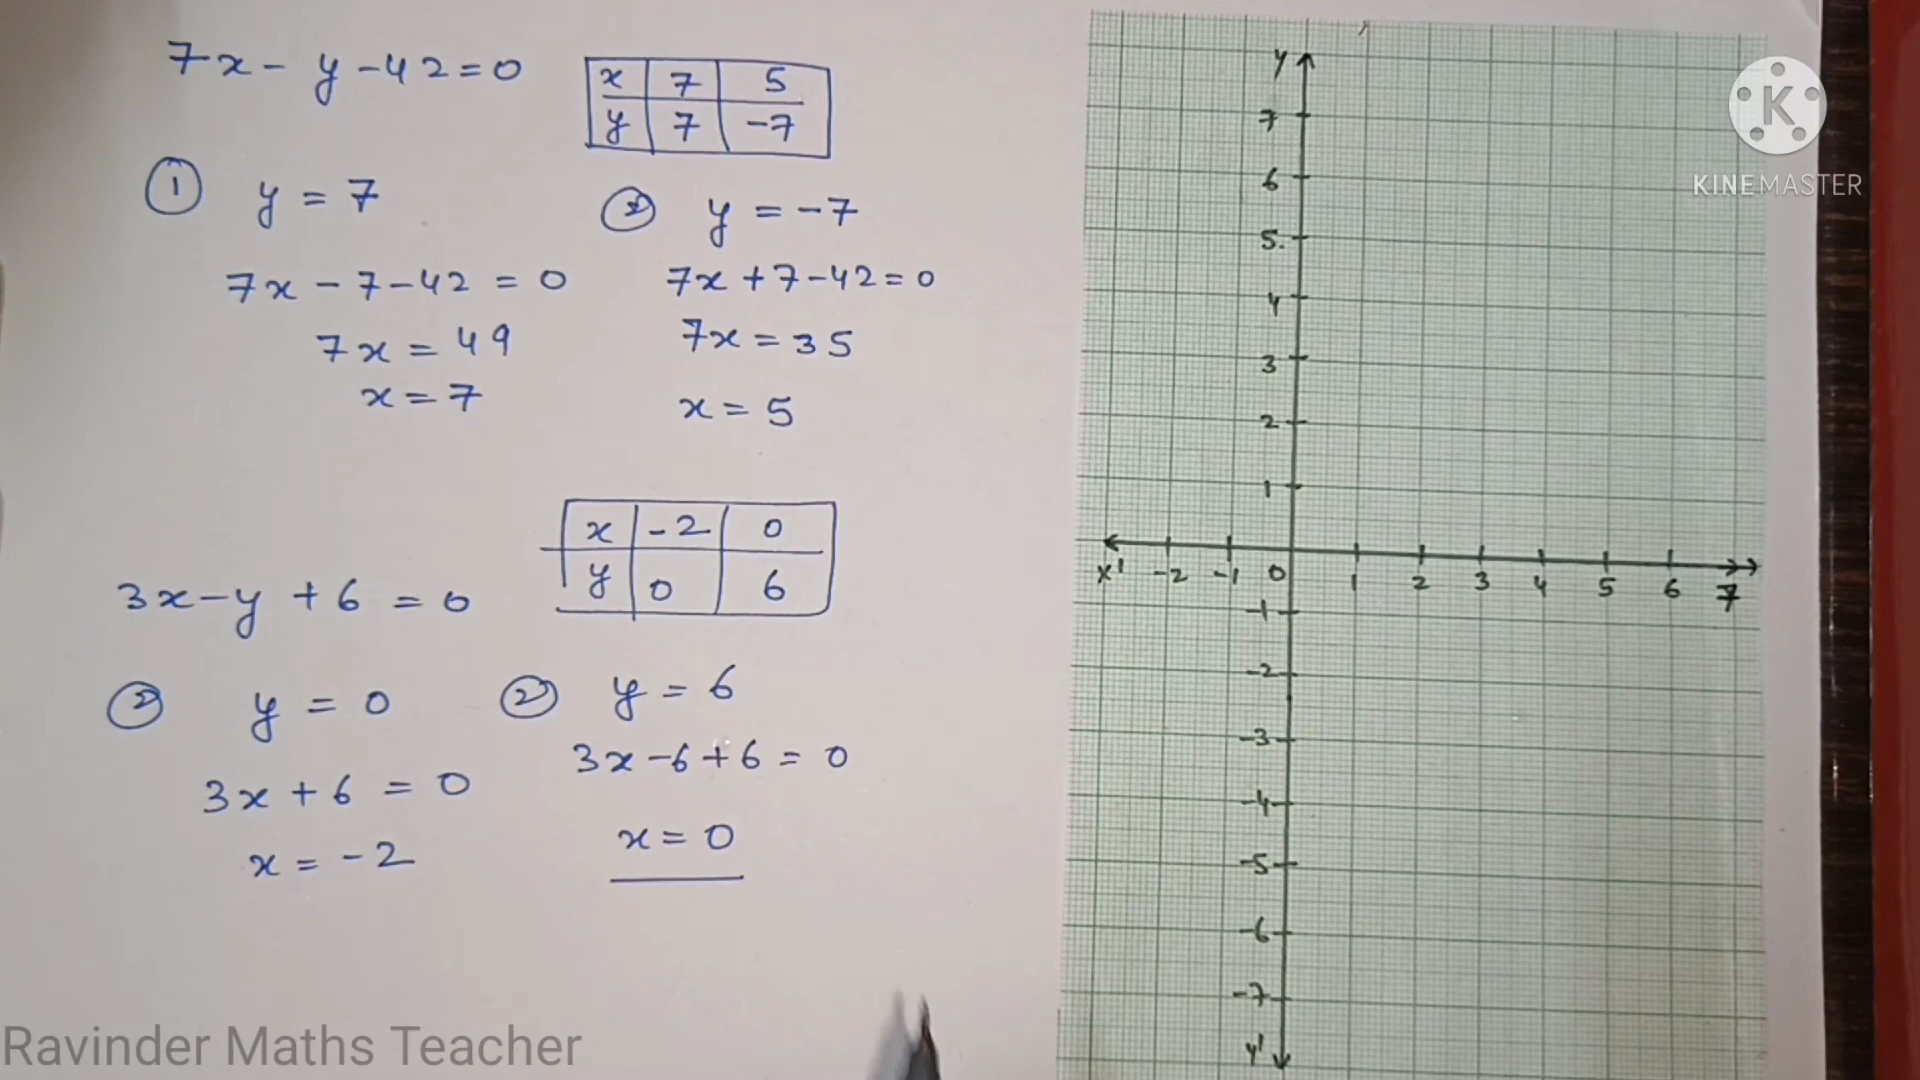 7x - y - 42 = 0
x 7 5
y 7 -7
① y = 7
7x - 7 - 42 = 0
7x = 49
x = 7
② y = -7
7x + 7 - 42 = 0
7x = 35
x = 5
3x - y + 6 = 0
x -2 0
y 0 6
② y = 0
3x + 6 = 0
x = -2
② y = 6
3x - 6 + 6 = 0
x = 0
y
7
6
5.
4
3
2
1
x' -2 -1 0 1 2 3 4 5 6 7
-1
-2
-3
-4
-5
-6
-7
y'
K
KINEMASTER
Ravinder Maths Teacher